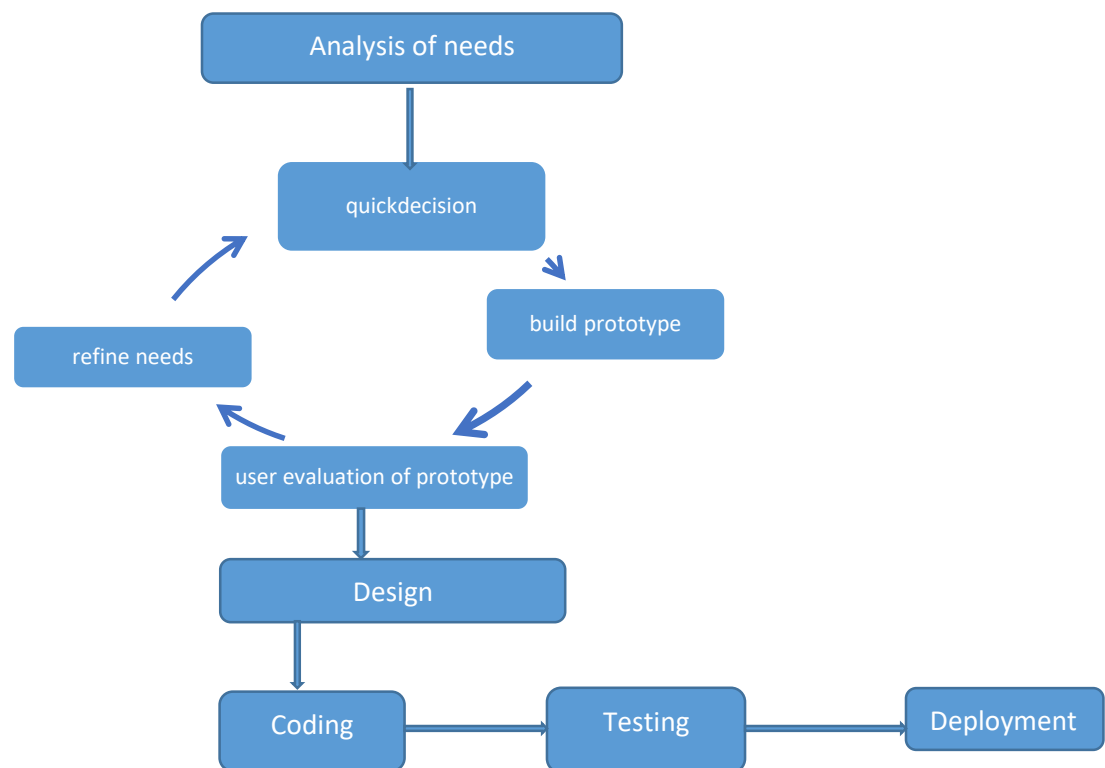 Analysis of needs
quickdecision
build prototype
refine needs
user evaluation of prototype
Design
Coding
Testing
Deployment